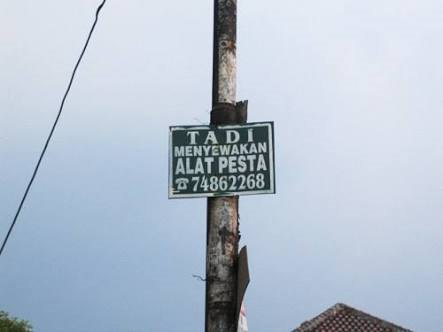 TADI
MENYEWAKAN
ALAT PESTA
☎74862268